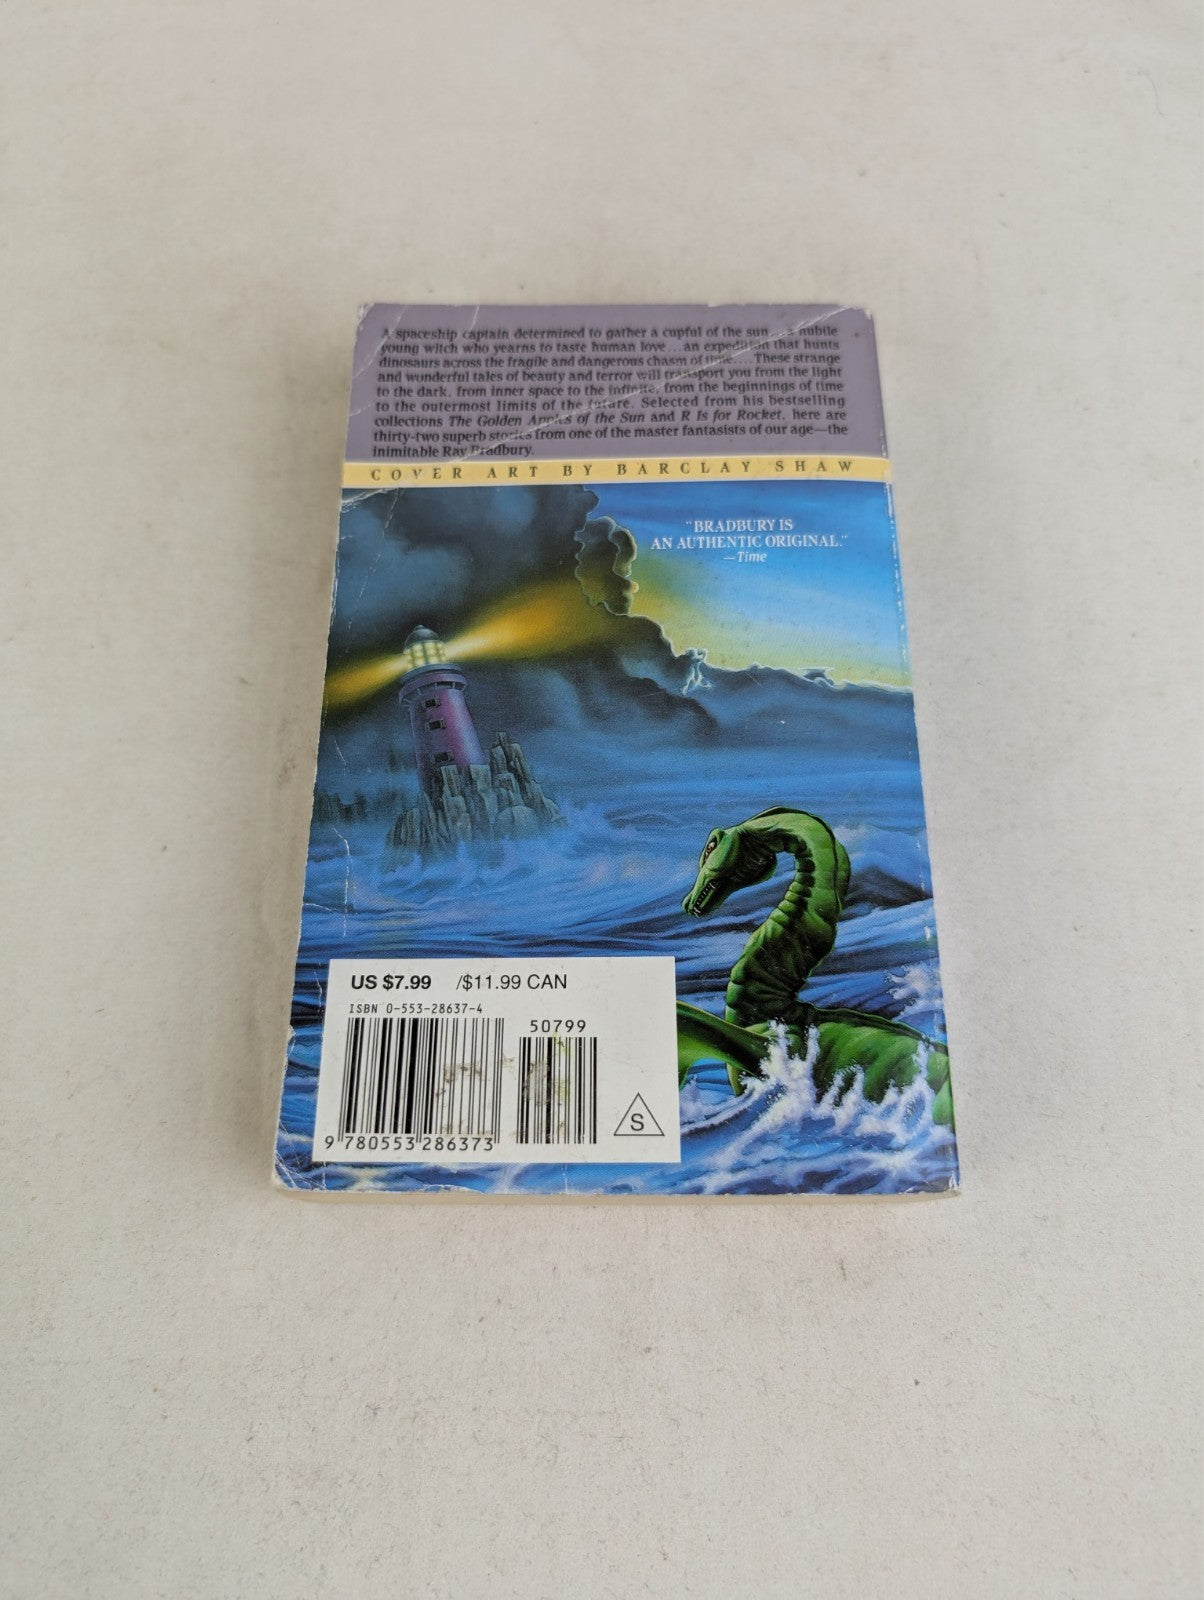 A spaceship captain determined to gather a cupful of the sun... a nubile
young witch who yearns to taste human love... an expedition that hunts
dinosaurs across the fragile and dangerous chasm of time.... These strange
and wonderful tales of beauty and terror will transport you from the light
to the dark, from inner space to the infinite, from the beginnings of time
to the outermost limits of the future. Selected from his bestselling
collections The Golden Apples of the Sun and R Is for Rocket, here are
thirty-two superb stories from one of the master fantasists of our age—the
inimitable Ray Bradbury.
COVER ART BY BARCLAY SHAW
"BRADBURY IS
AN AUTHENTIC ORIGINAL."
—Time
US $7.99 /$11.99 CAN
ISBN 0-553-28637-4
50799
9 780553 286373
S